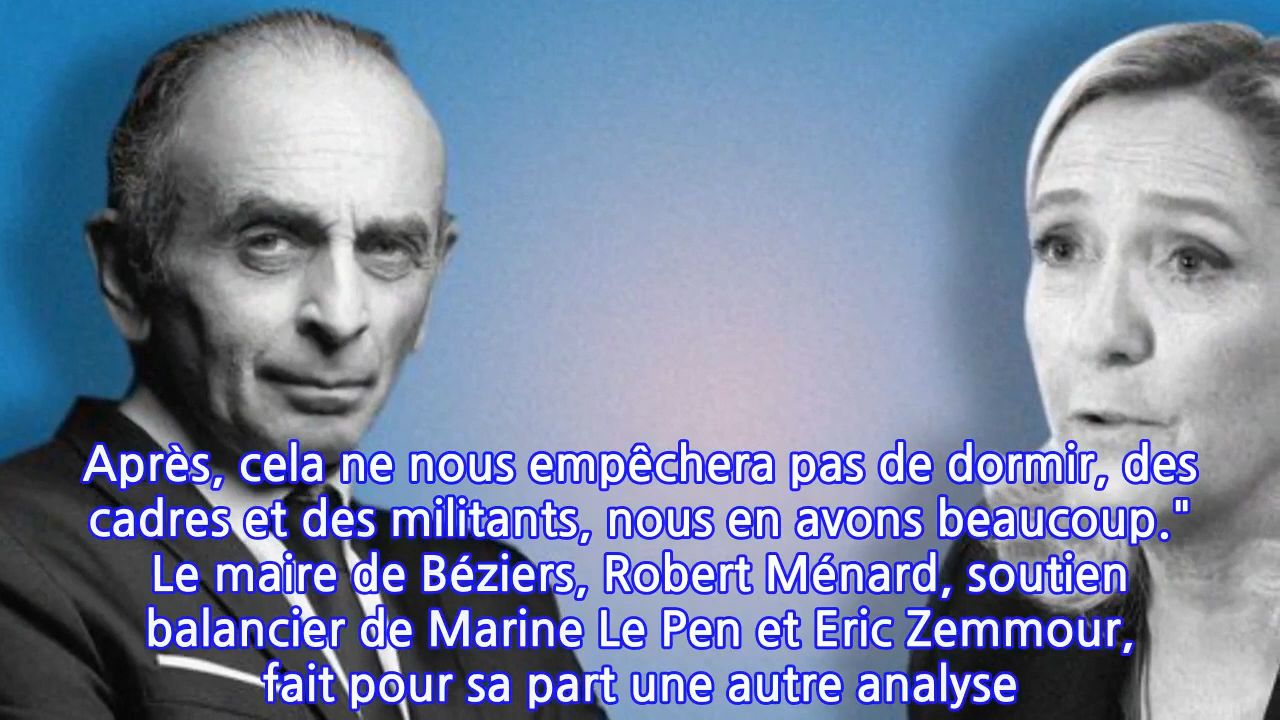 Après, cela ne nous empêchera pas de dormir, des
cadres et des militants, nous en avons beaucoup."
Le maire de Béziers, Robert Ménard, soutien
balancier de Marine Le Pen et Eric Zemmour,
fait pour sa part une autre analyse